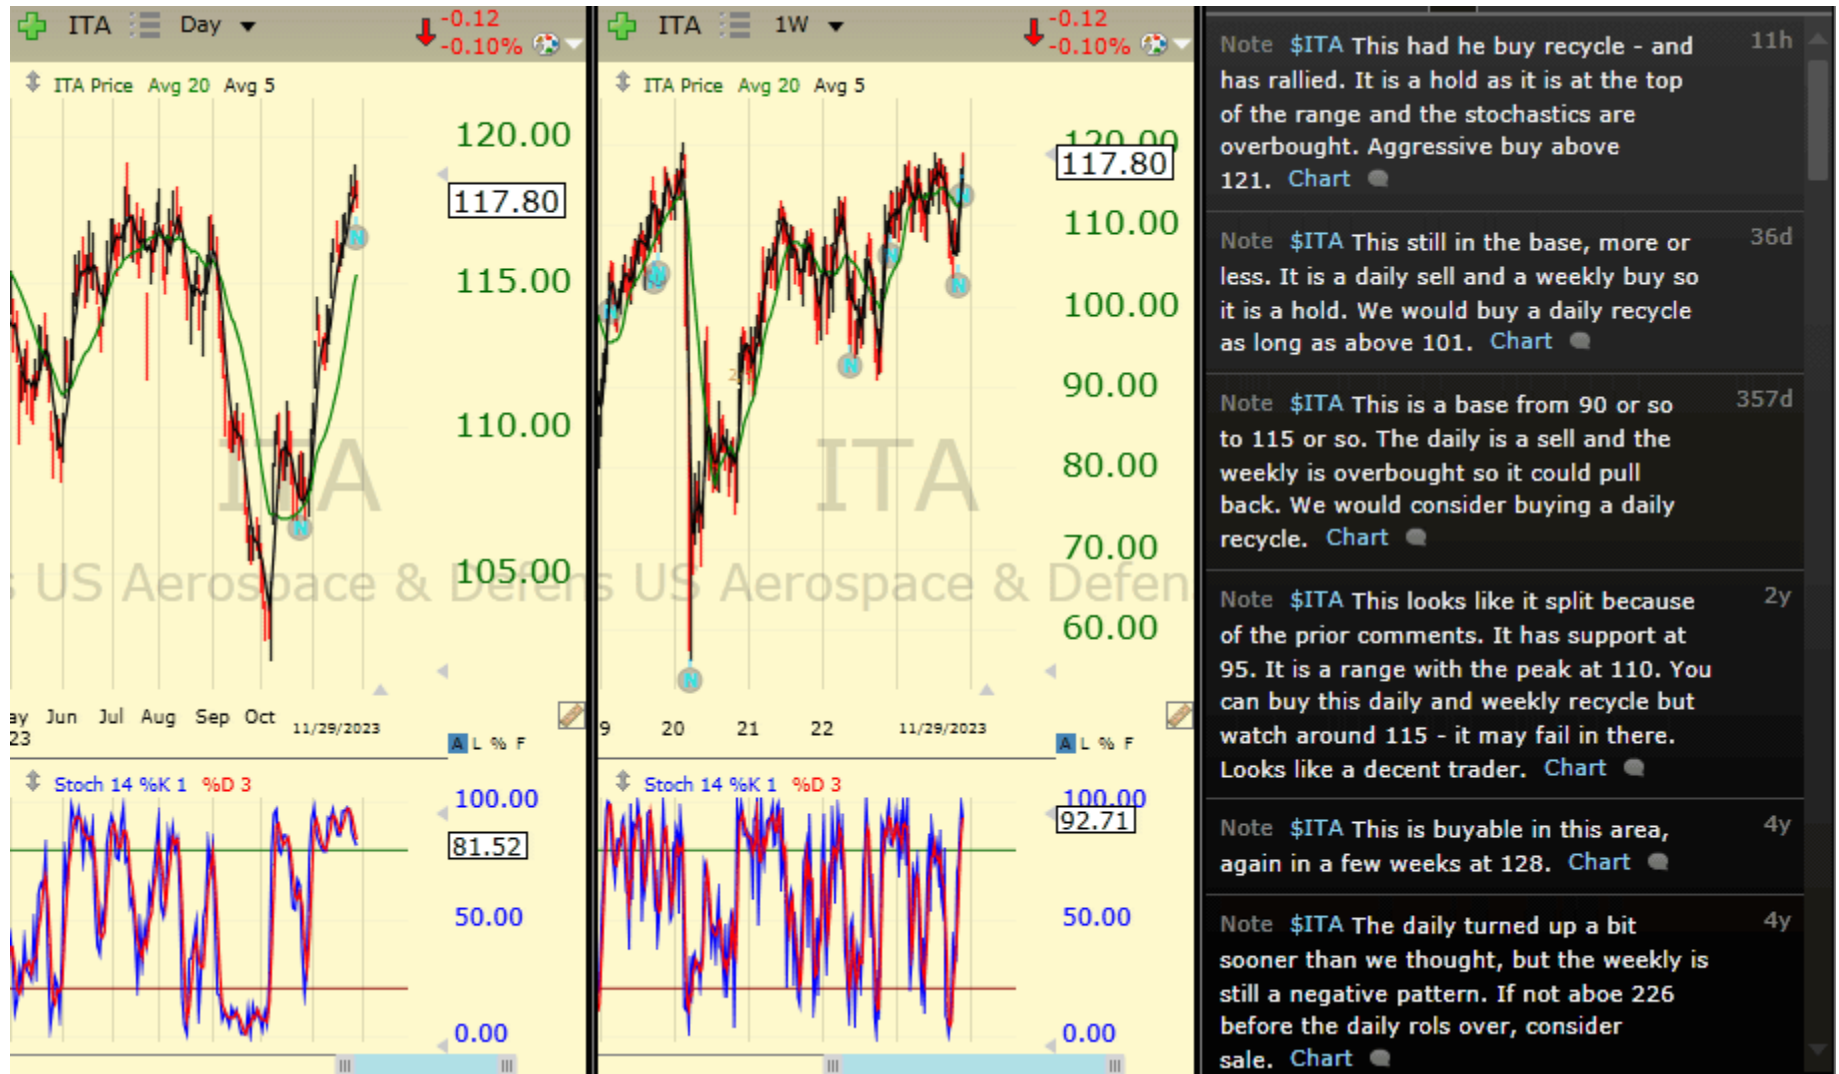 ITA Day -0.12
-0.10%
ITA Price Avg 20 Avg 5
120.00
117.80
115.00
110.00
105.00
N
N
ITA
s US Aerospace & Defens
ay Jun Jul Aug Sep Oct 11/29/2023
23
A L % F
Stoch 14 %K 1 %D 3
100.00
81.52
50.00
0.00
ITA 1W -0.12
-0.10%
ITA Price Avg 20 Avg 5
120.00
117.80
110.00
100.00
90.00
80.00
70.00
60.00
N
N
N
N
N
N
N
ITA
s US Aerospace & Defen
9 20 21 22 11/29/2023
A L % F
Stoch 14 %K 1 %D 3
100.00
92.71
50.00
0.00
Note $ITA This had he buy recycle - and 11h
has rallied. It is a hold as it is at the top
of the range and the stochastics are
overbought. Aggressive buy above
121. Chart
Note $ITA This still in the base, more or 36d
less. It is a daily sell and a weekly buy so
it is a hold. We would buy a daily recycle
as long as above 101. Chart
Note $ITA This is a base from 90 or so 357d
to 115 or so. The daily is a sell and the
weekly is overbought so it could pull
back. We would consider buying a daily
recycle. Chart
Note $ITA This looks like it split because 2y
of the prior comments. It has support at
95. It is a range with the peak at 110. You
can buy this daily and weekly recycle but
watch around 115 - it may fail in there.
Looks like a decent trader. Chart
Note $ITA This is buyable in this area, 4y
again in a few weeks at 128. Chart
Note $ITA The daily turned up a bit 4y
sooner than we thought, but the weekly is
still a negative pattern. If not aboe 226
before the daily rols over, consider
sale. Chart